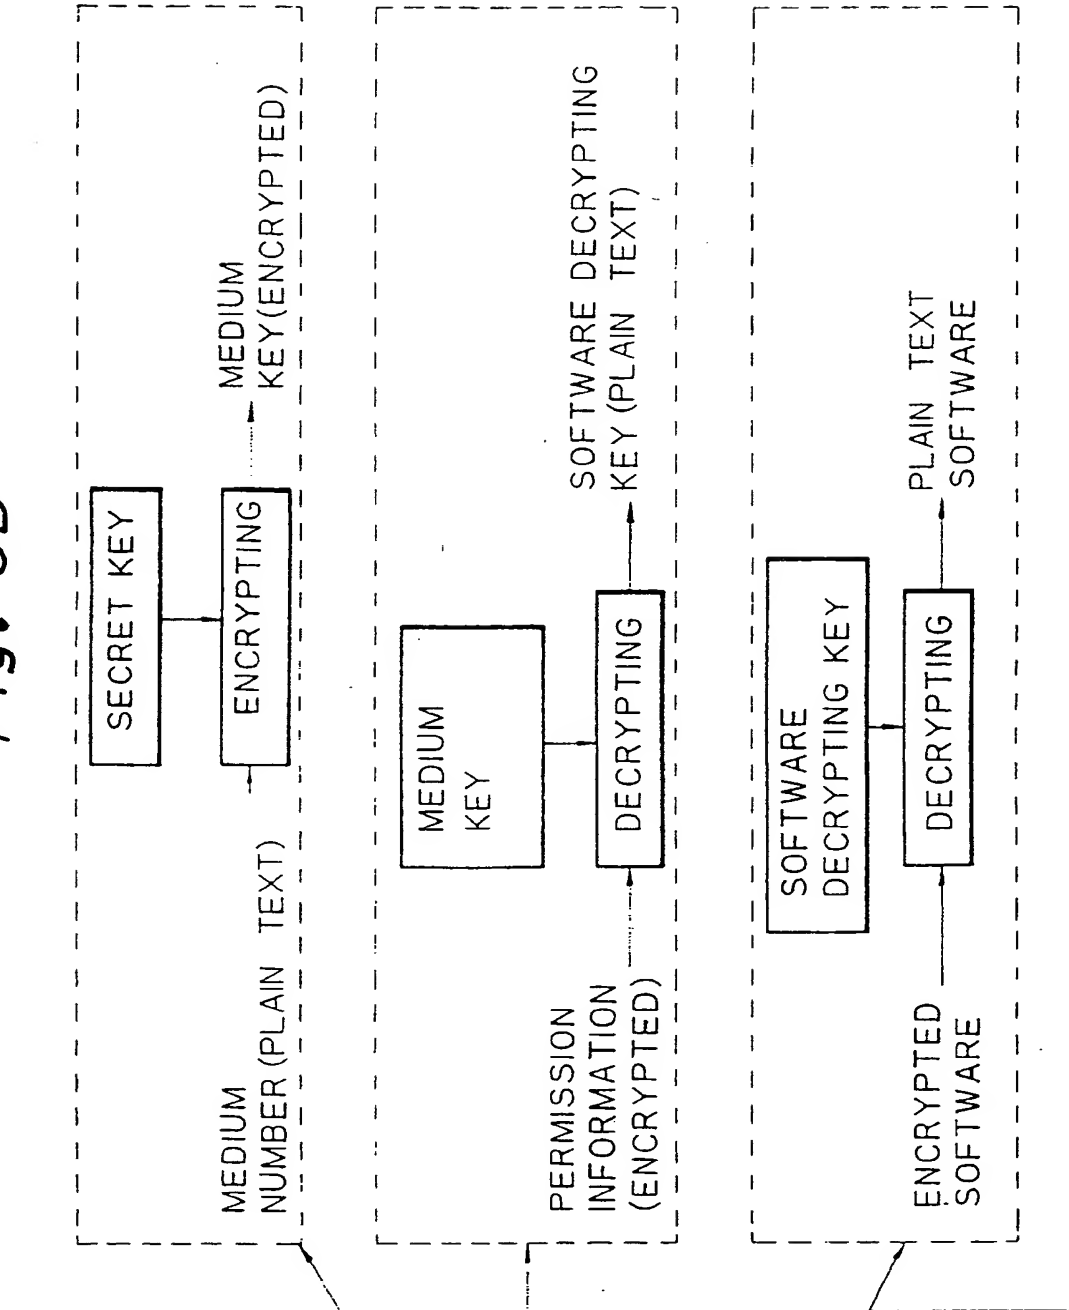 SECRET KEY
MEDIUM
NUMBER (PLAIN TEXT)
ENCRYPTING
MEDIUM
KEY (ENCRYPTED)
MEDIUM
KEY
PERMISSION
INFORMATION
(ENCRYPTED)
DECRYPTING
SOFTWARE DECRYPTING
KEY (PLAIN TEXT)
SOFTWARE
DECRYPTING KEY
ENCRYPTED
SOFTWARE
DECRYPTING
PLAIN TEXT
SOFTWARE